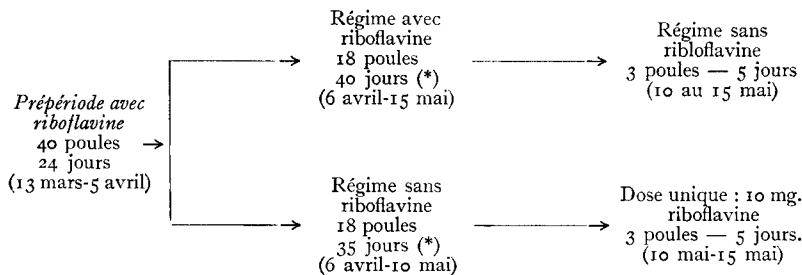 Prépériode avec
riboflavine
40 poules
24 jours
(13 mars-5 avril)
Régime avec
riboflavine
18 poules
40 jours (*)
(6 avril-15 mai)
Régime sans
ribloflavine
3 poules — 5 jours
(10 au 15 mai)
Régime sans
riboflavine
18 poules
35 jours (*)
(6 avril-10 mai)
Dose unique : 10 mg.
riboflavine
3 poules — 5 jours.
(10 mai-15 mai)